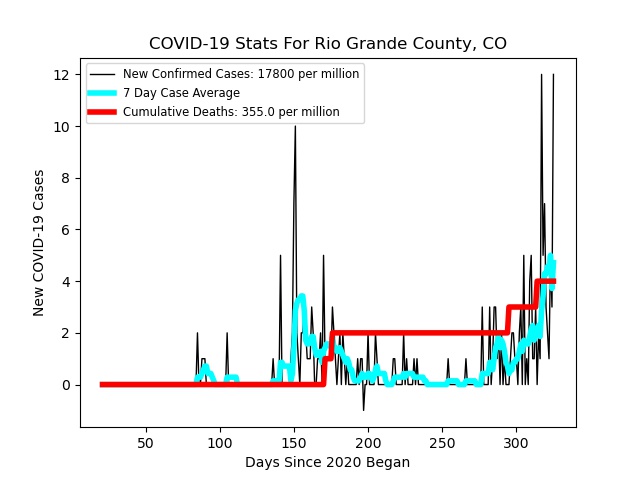 COVID-19 Stats For Rio Grande County, CO
New Confirmed Cases: 17800 per million
7 Day Case Average
Cumulative Deaths: 355.0 per million
New COVID-19 Cases
12
10
8
6
4
2
0
50 100 150 200 250 300
Days Since 2020 Began